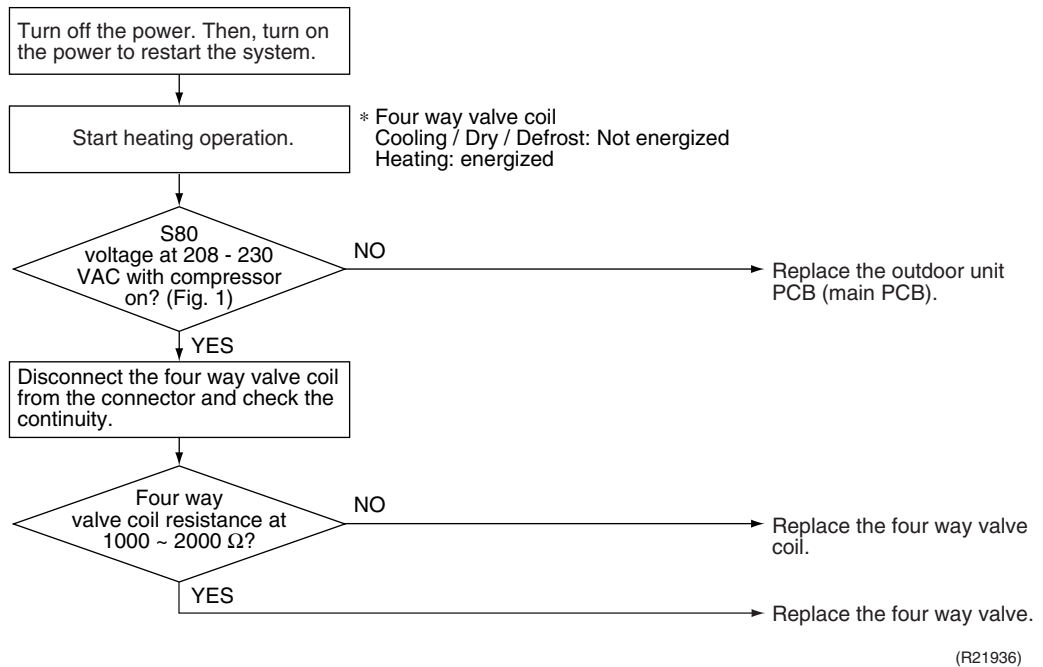 Turn off the power. Then, turn on
the power to restart the system.
Start heating operation.
* Four way valve coil
Cooling / Dry / Defrost: Not energized
Heating: energized
S80
voltage at 208 - 230
VAC with compressor
on? (Fig. 1)
NO
Replace the outdoor unit
PCB (main PCB).
YES
Disconnect the four way valve coil
from the connector and check the
continuity.
Four way
valve coil resistance at
1000 ~ 2000 Ω?
NO
Replace the four way valve
coil.
YES
Replace the four way valve.
(R21936)